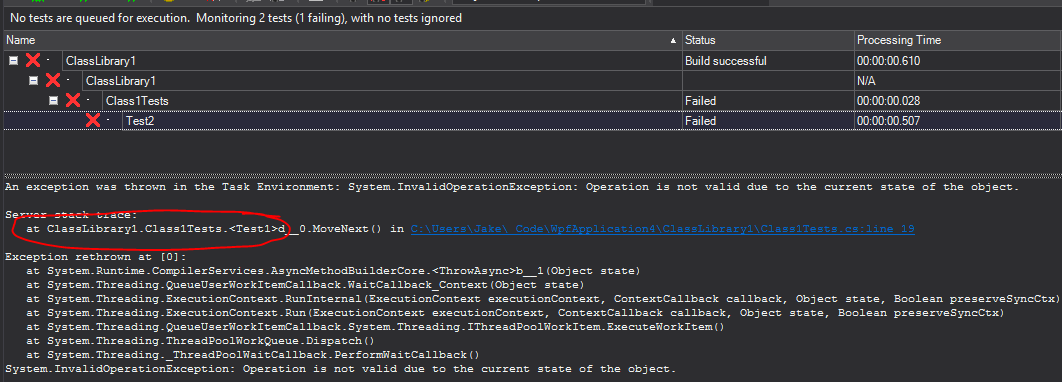 No tests are queued for execution.  Monitoring 2 tests (1 failing), with no tests ignored
Name Status Processing Time
ClassLibrary1 Build successful 00:00:00.610
ClassLibrary1 N/A
Class1Tests Failed 00:00:00.028
Test2 Failed 00:00:00.507
An exception was thrown in the Task Environment: System.InvalidOperationException: Operation is not valid due to the current state of the object.
Server stack trace:
at ClassLibrary1.Class1Tests.<Test1>d__0.MoveNext() in C:\Users\Jake\_Code\WpfApplication4\ClassLibrary1\Class1Tests.cs:line 19
Exception rethrown at [0]:
at System.Runtime.CompilerServices.AsyncMethodBuilderCore.<ThrowAsync>b__1(Object state)
at System.Threading.QueueUserWorkItemCallback.WaitCallback_Context(Object state)
at System.Threading.ExecutionContext.RunInternal(ExecutionContext executionContext, ContextCallback callback, Object state, Boolean preserveSyncCtx)
at System.Threading.ExecutionContext.Run(ExecutionContext executionContext, ContextCallback callback, Object state, Boolean preserveSyncCtx)
at System.Threading.QueueUserWorkItemCallback.System.Threading.IThreadPoolWorkItem.ExecuteWorkItem()
at System.Threading.ThreadPoolWorkQueue.Dispatch()
at System.Threading._ThreadPoolWaitCallback.PerformWaitCallback()
System.InvalidOperationException: Operation is not valid due to the current state of the object.